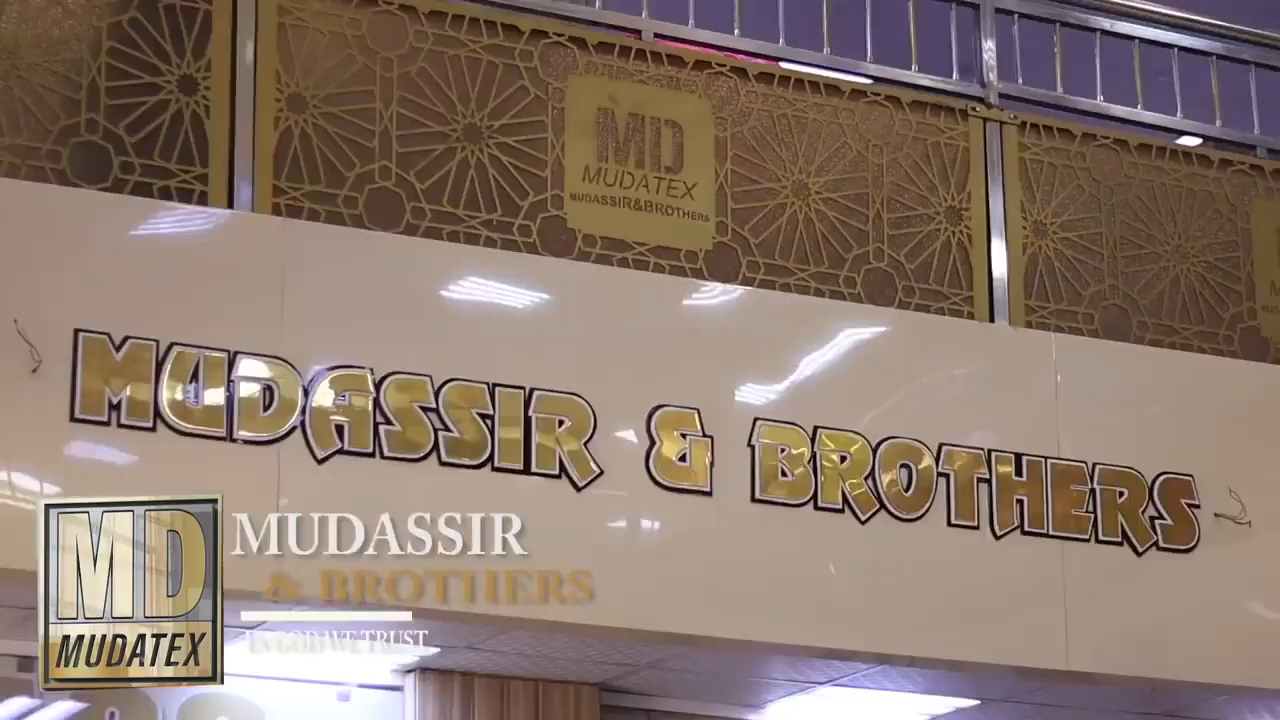 MD
MUDATEX
MUDASSIR&BROTHERS
MUDASSIR & BROTHERS
MD
MUDATEX
MUDASSIR
& BROTHERS
IN GOD WE TRUST